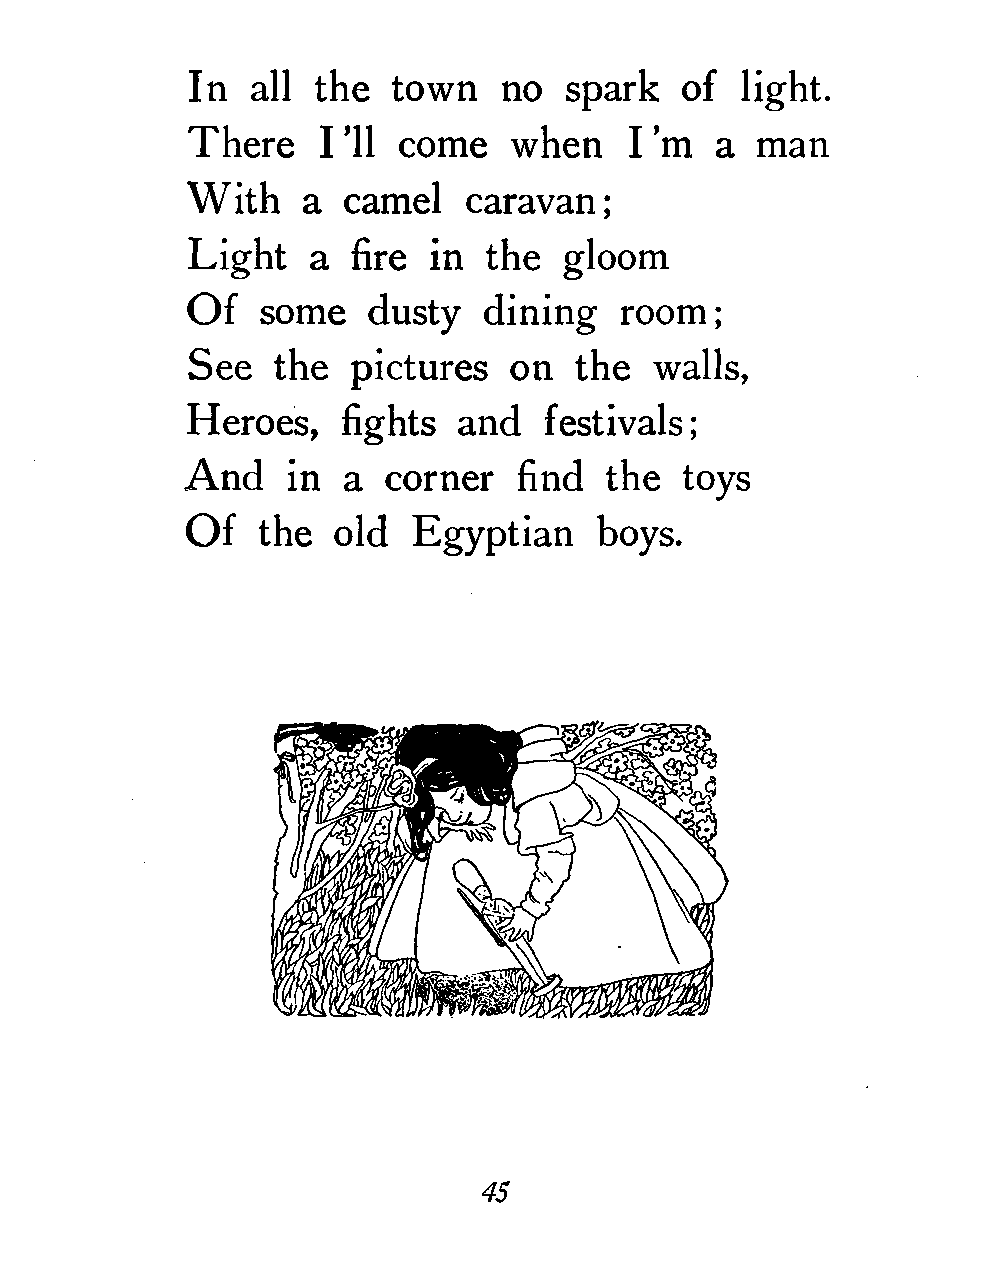 In all the town no spark of light.
There I'll come when I'm a man
With a camel caravan;
Light a fire in the gloom
Of some dusty dining room;
See the pictures on the walls,
Heroes, fights and festivals;
And in a corner find the toys
Of the old Egyptian boys.
45